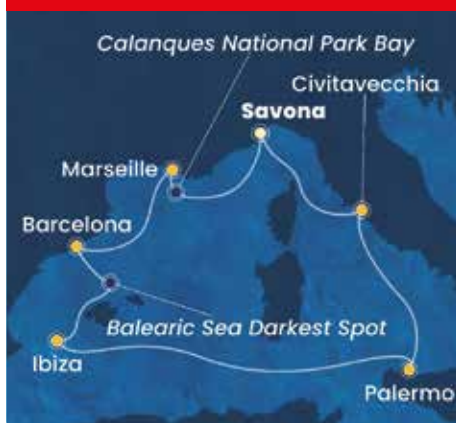 Calanques National Park Bay
Civitavecchia
Savona
Marseille
Barcelona
Balearic Sea Darkest Spot
Ibiza
Palermo